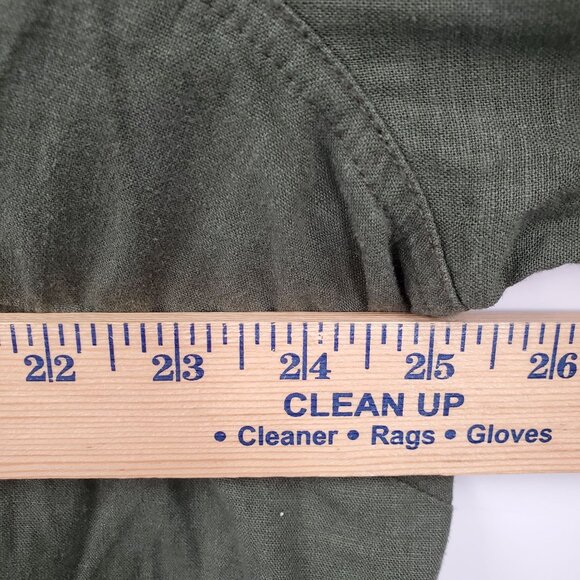 22 23 24 25 26
CLEAN UP
• Cleaner • Rags • Gloves